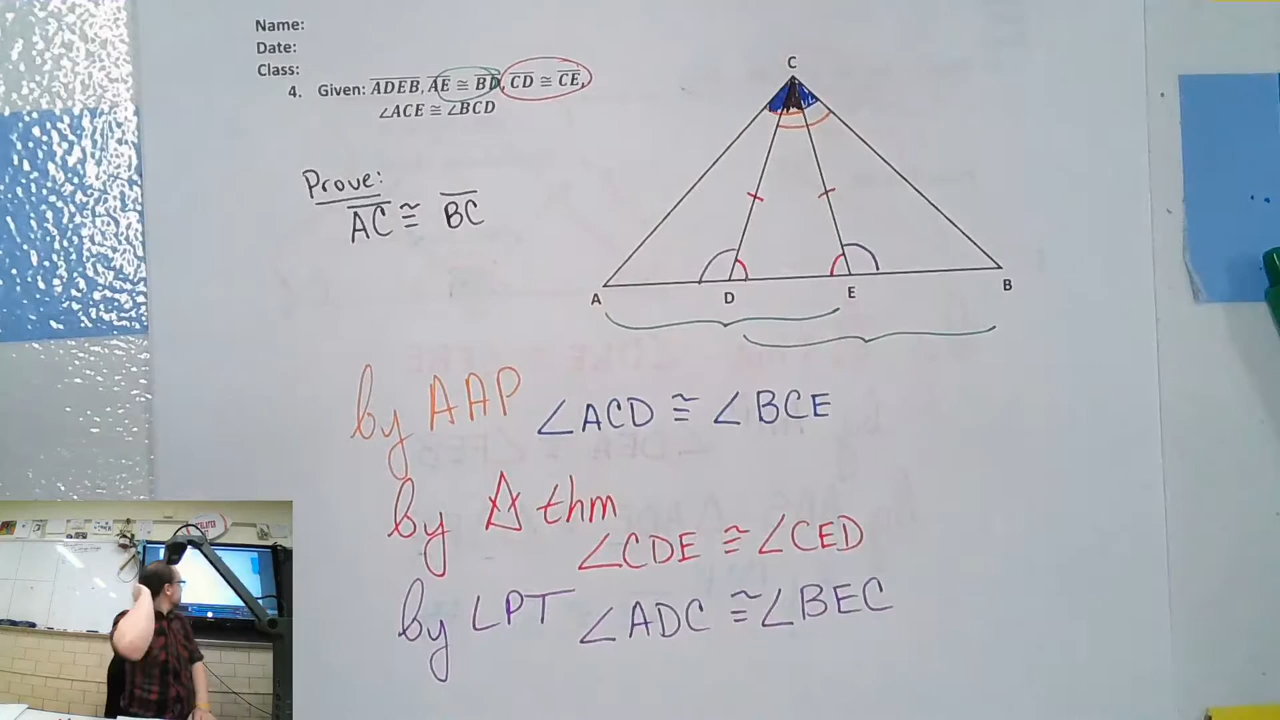 Name:
Date:
Class:
4. Given: ADEB, AE ≅ BD, CD ≅ CE,
∠ACE ≅ ∠BCD
Prove:
AC ≅ BC
C
A
D
E
B
by AAP ∠ACD ≅ ∠BCE
by △ thm
∠CDE ≅ ∠CED
by LPT ∠ADC ≅ ∠BEC